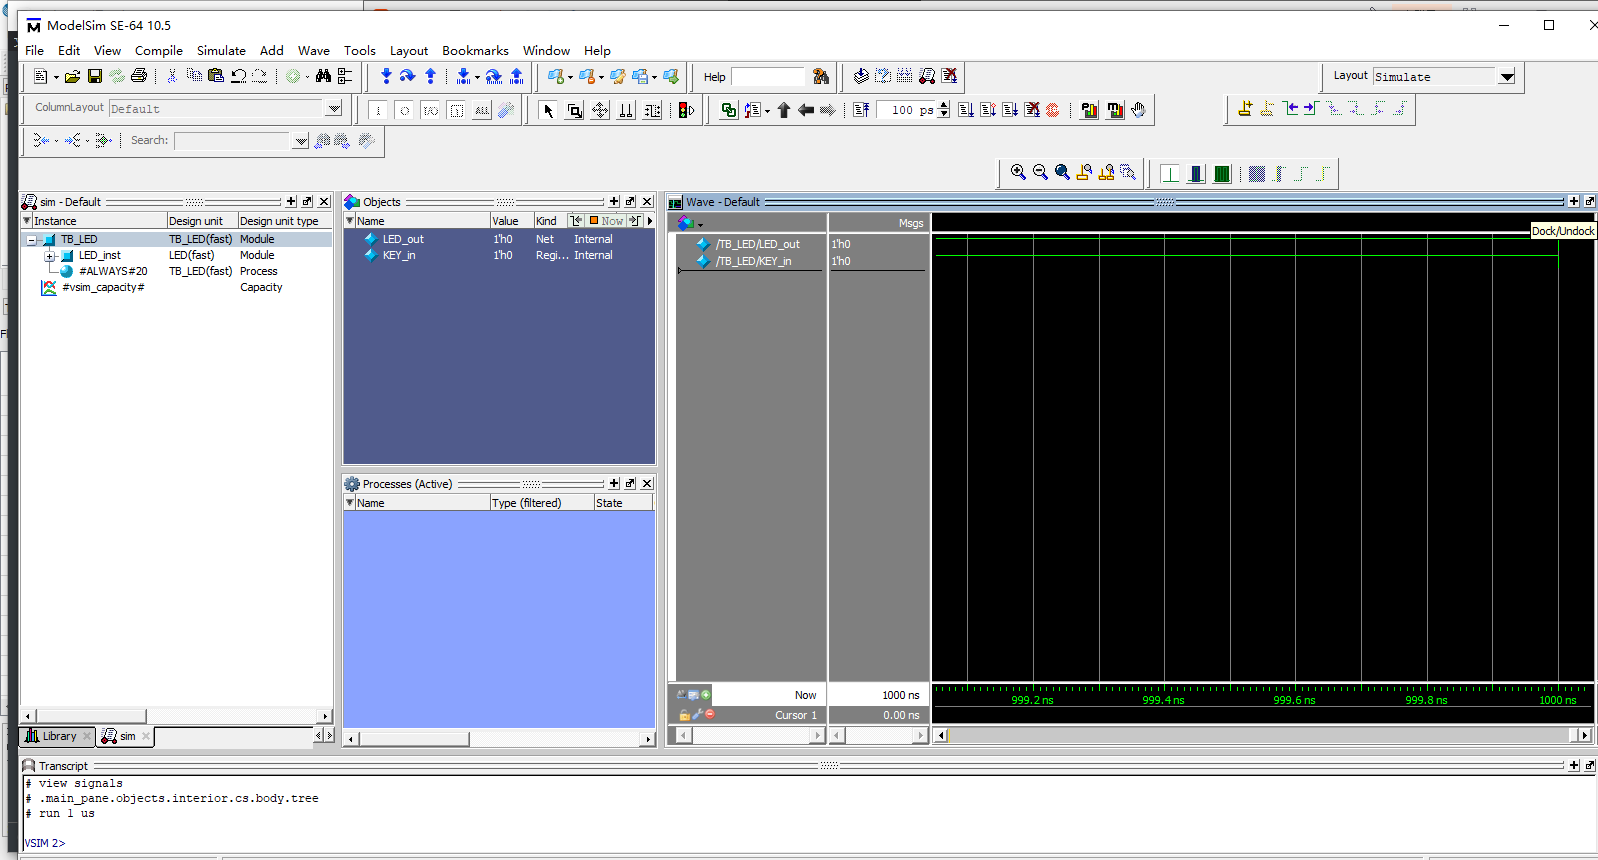 ModelSim SE-64 10.5
File Edit View Compile Simulate Add Wave Tools Layout Bookmarks Window Help
Help
Layout Simulate
ColumnLayout Default
ALL
100 ps
Search:
sim - Default
Instance Design unit Design unit type
TB_LED TB_LED(fast) Module
LED_inst LED(fast) Module
#ALWAYS#20 TB_LED(fast) Process
#vsim_capacity# Capacity
Library sim
Objects
Name Value Kind Now
LED_out 1'h0 Net Internal
KEY_in 1'h0 Regi... Internal
Processes (Active)
Name Type (filtered) State
Wave - Default
Msgs
Dock/Undock
/TB_LED/LED_out 1'h0
/TB_LED/KEY_in 1'h0
Now 1000 ns
Cursor 1 0.00 ns
999.2 ns 999.4 ns 999.6 ns 999.8 ns 1000 ns
Transcript
# view signals
# .main_pane.objects.interior.cs.body.tree
# run 1 us
VSIM 2>